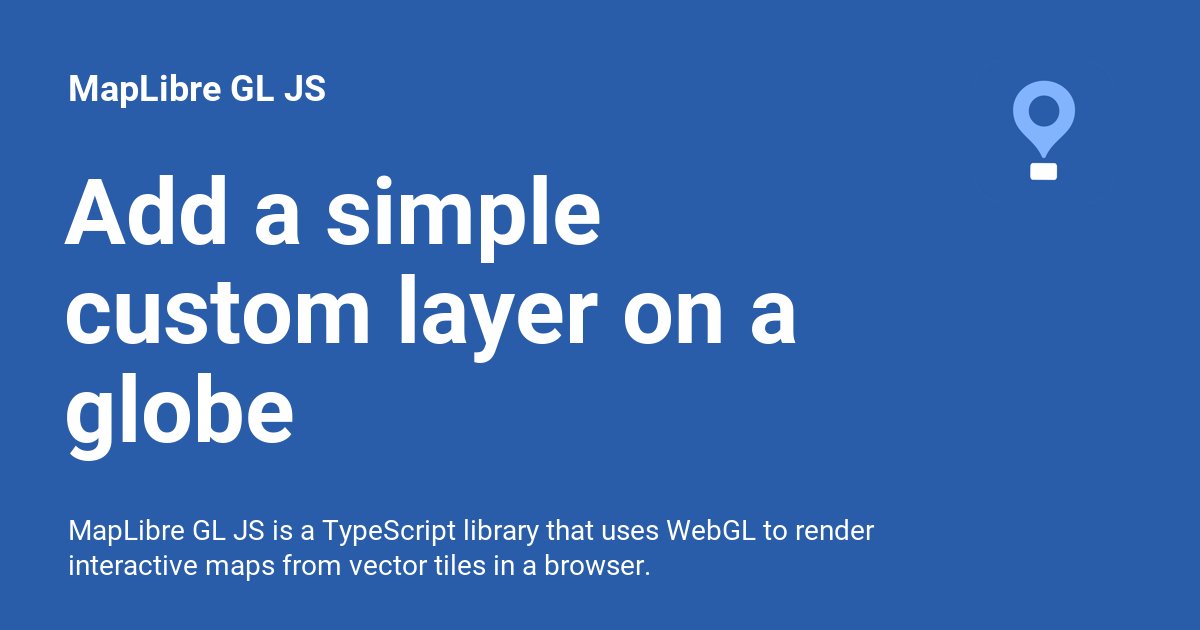 MapLibre GL JS
Add a simple
custom layer on a
globe
MapLibre GL JS is a TypeScript library that uses WebGL to render
interactive maps from vector tiles in a browser.